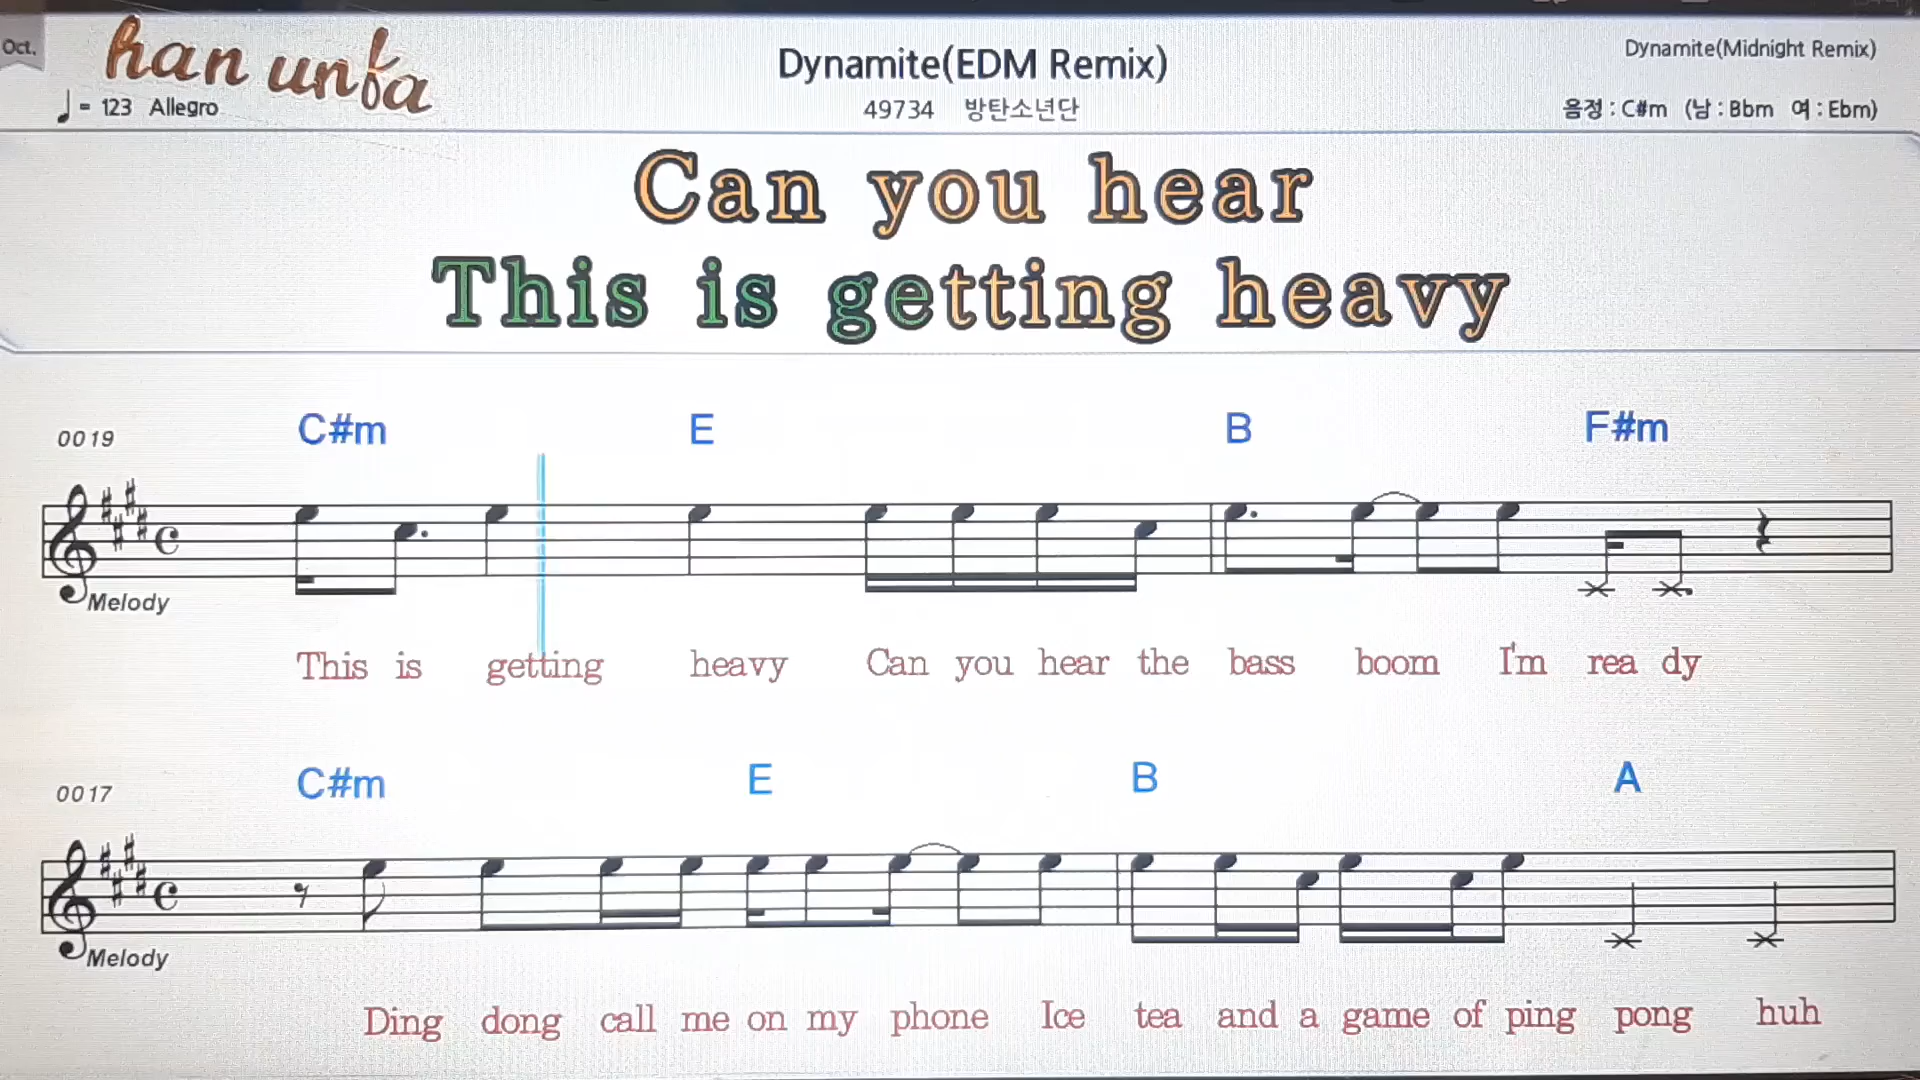 Oct.
han unfa
Dynamite(EDM Remix)
Dynamite(Midnight Remix)
♩= 123 Allegro
49734 방탄소년단
음정 : C#m (남 : Bbm 여 : Ebm)
Can you hear
This is getting heavy
0019 C#m E B F#m
Melody
This is getting heavy Can you hear the bass boom I'm rea dy
0017 C#m E B A
Melody
Ding dong call me on my phone Ice tea and a game of ping pong huh